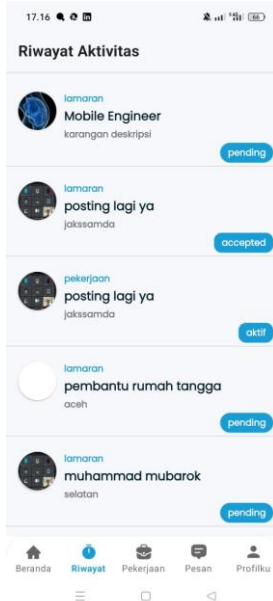 17.16
66
Riwayat Aktivitas
lamaran
Mobile Engineer
karangan deskripsi
pending
lamaran
posting lagi ya
jakssamda
accepted
pekerjaan
posting lagi ya
jakssamda
aktif
lamaran
pembantu rumah tangga
aceh
pending
lamaran
muhammad mubarok
selatan
pending
Beranda Riwayat Pekerjaan Pesan Profilku